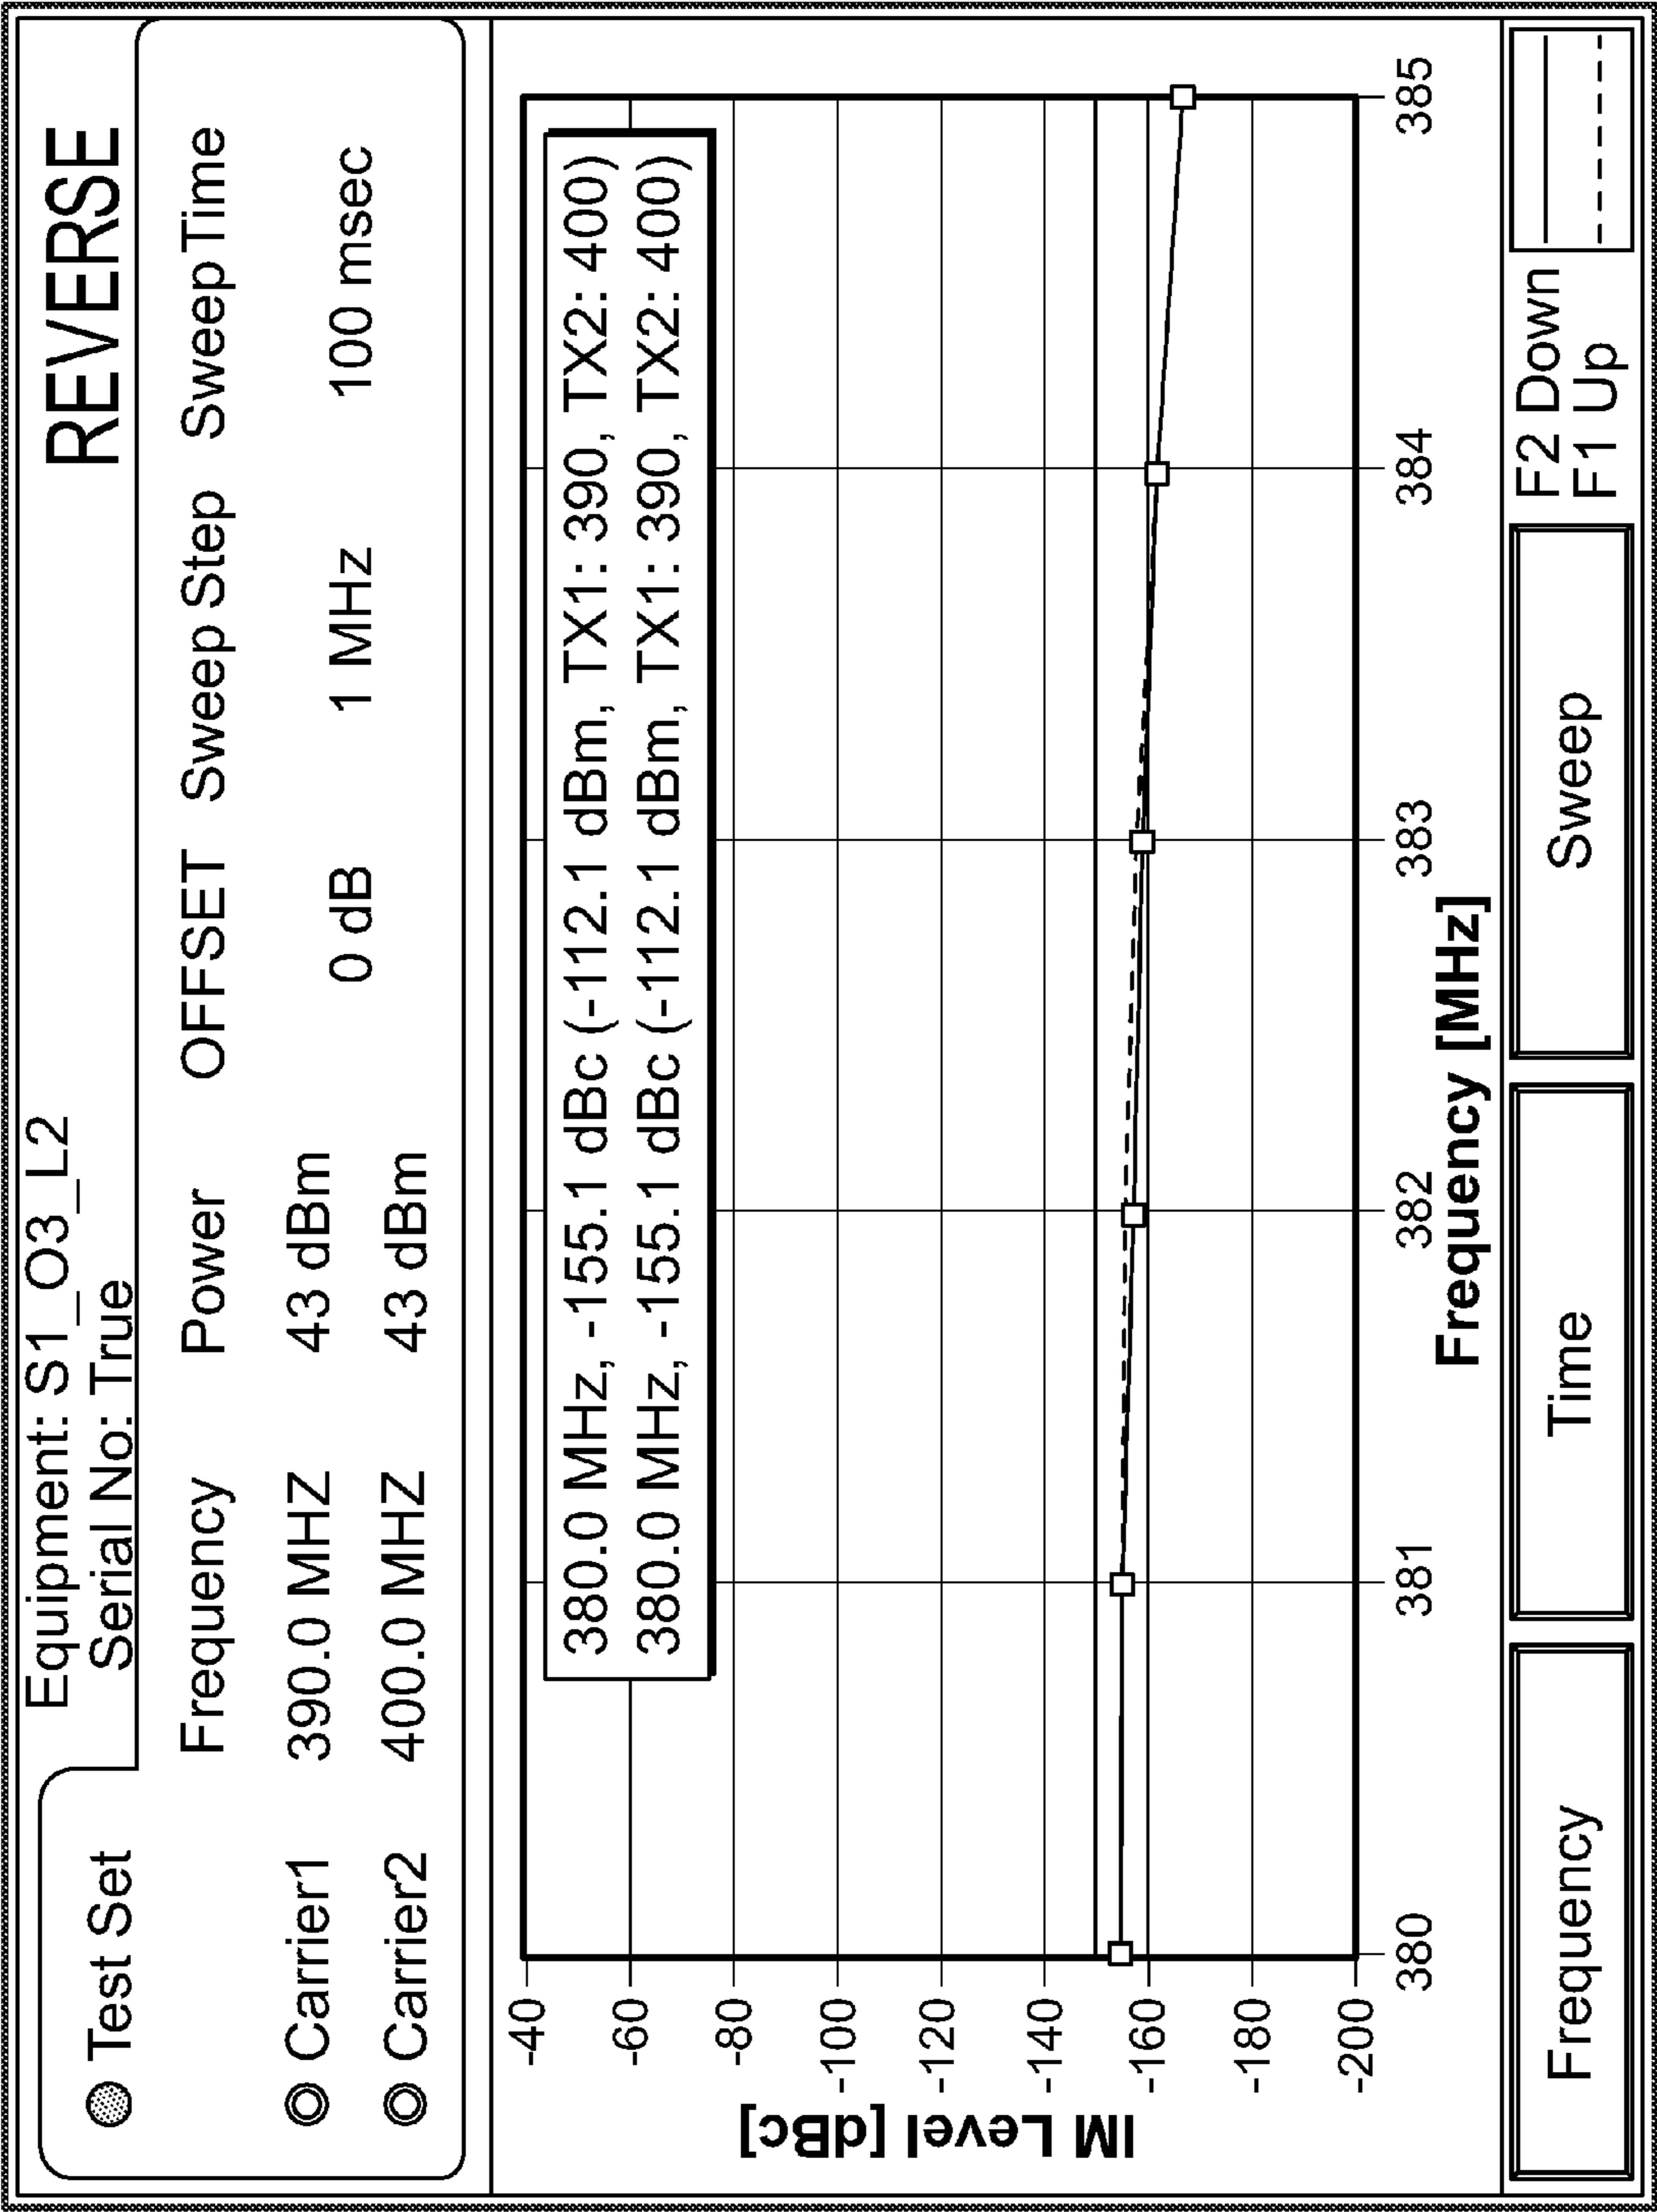 Equipment: S1_O3_L2
REVERSE
Test Set
Serial No: True
Frequency Power OFFSET Sweep Step Sweep Time
Carrier1 390.0 MHZ 43 dBm
0 dB 1 MHz 100 msec
Carrier2 400.0 MHZ 43 dBm
380.0 MHz, -155.1 dBc (-112.1 dBm, TX1: 390, TX2: 400)
380.0 MHz, -155.1 dBc (-112.1 dBm, TX1: 390, TX2: 400)
IM Level [dBc]
-40
-60
-80
-100
-120
-140
-160
-180
-200
380 381 382 383 384 385
Frequency [MHz]
Frequency
Time
Sweep
F2 Down
F1 Up